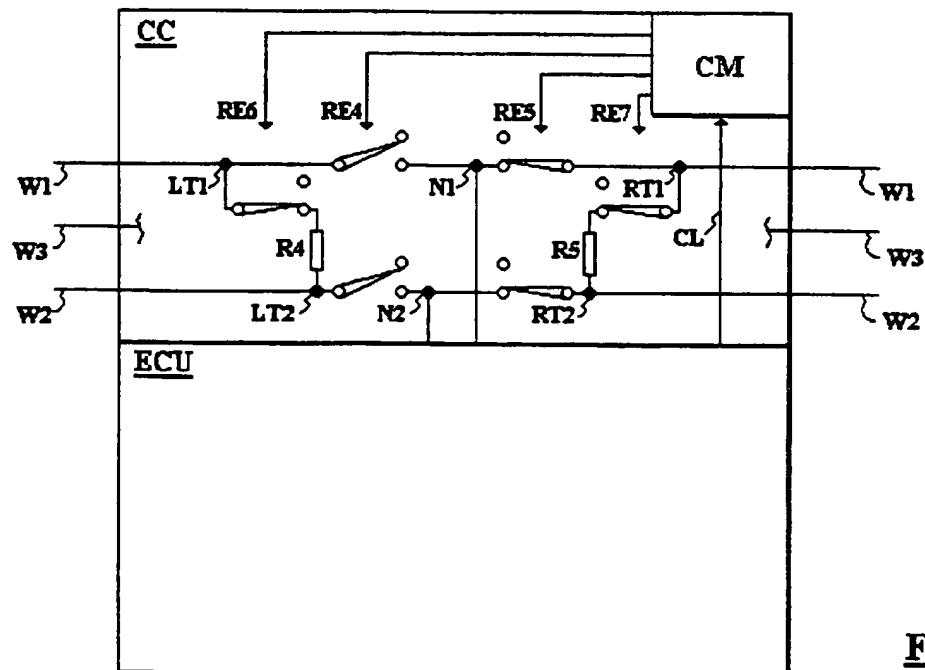 CC
CM
RE6 RE4 RE5 RE7
W1 LT1 N1 RT1 W1
W3 R4 R5 CL W3
W2 LT2 N2 RT2 W2
ECU
F